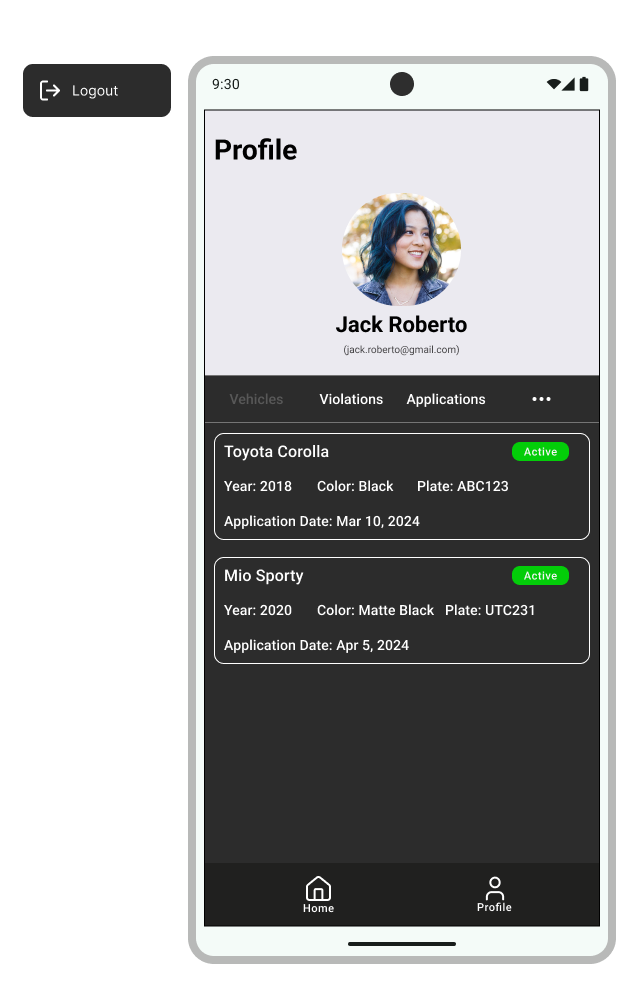 Logout
9:30
Profile
Jack Roberto
(jack.roberto@gmail.com)
Vehicles Violations Applications •••
Toyota Corolla Active
Year: 2018 Color: Black Plate: ABC123
Application Date: Mar 10, 2024
Mio Sporty Active
Year: 2020 Color: Matte Black Plate: UTC231
Application Date: Apr 5, 2024
Home Profile